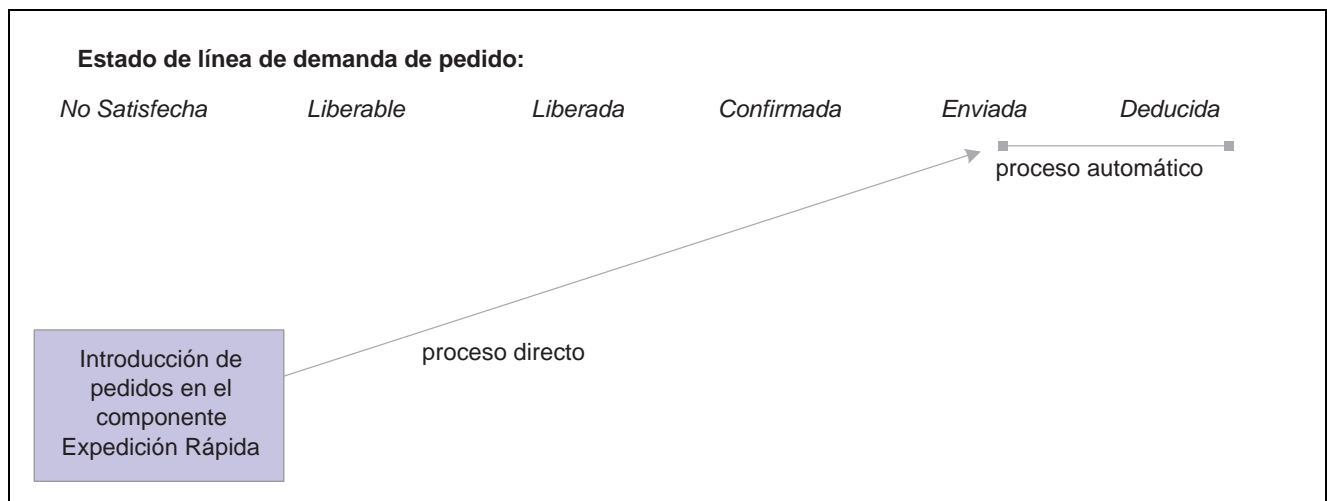 Estado de línea de demanda de pedido:
No Satisfecha Liberable Liberada Confirmada Enviada Deducida
proceso automático
proceso directo
Introducción de
pedidos en el
componente
Expedición Rápida